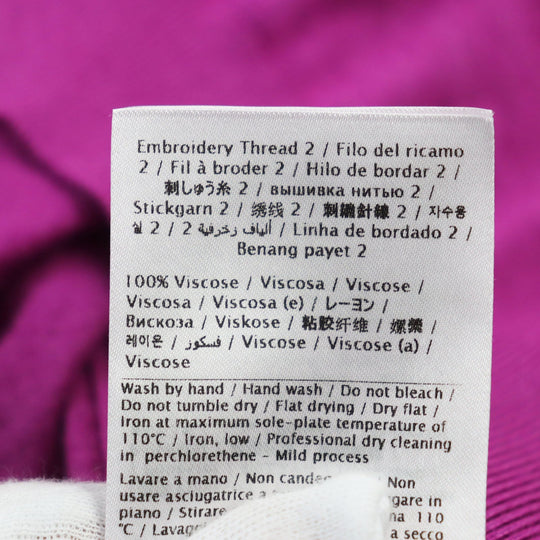 Embroidery Thread 2 / Filo del ricamo
2 / Fil à broder 2 / Hilo de bordar 2 /
刺しゅう糸 2 / вышивка нитью 2 /
Stickgarn 2 / 绣线 2 / 刺繡針線 2 / 자수용
실 2 / ألياف زخرفية 2 / Linha de bordado 2 /
Benang payet 2
100% Viscose / Viscosa / Viscose /
Viscosa / Viscosa (e) / レーヨン /
Вискоза / Viskose / 粘胶纤维 / 嫘縈 /
레이온 / فسكوز / Viscose / Viscose (a) /
Viscose
Wash by hand / Hand wash / Do not bleach /
Do not tumble dry / Flat drying / Dry flat /
Iron at maximum sole-plate temperature of
110°C / Iron, low / Professional dry cleaning
in perchlorethene - Mild process
Lavare a mano / Non
usare asciugatrice a
piano / Stirare 110
°C /
a secco